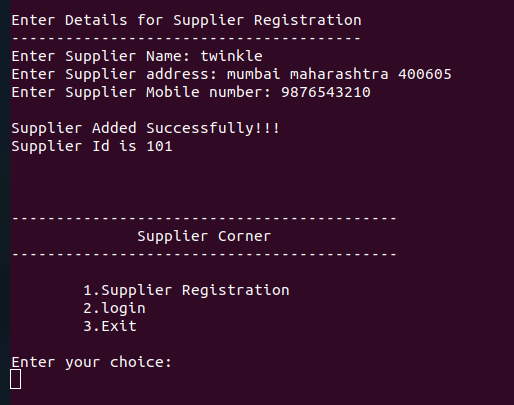 Enter Details for Supplier Registration
---------------------------------------
Enter Supplier Name: twinkle
Enter Supplier address: mumbai maharashtra 400605
Enter Supplier Mobile number: 9876543210
Supplier Added Successfully!!!
Supplier Id is 101
-------------------------------------------
Supplier Corner
-------------------------------------------
1.Supplier Registration
2.login
3.Exit
Enter your choice: